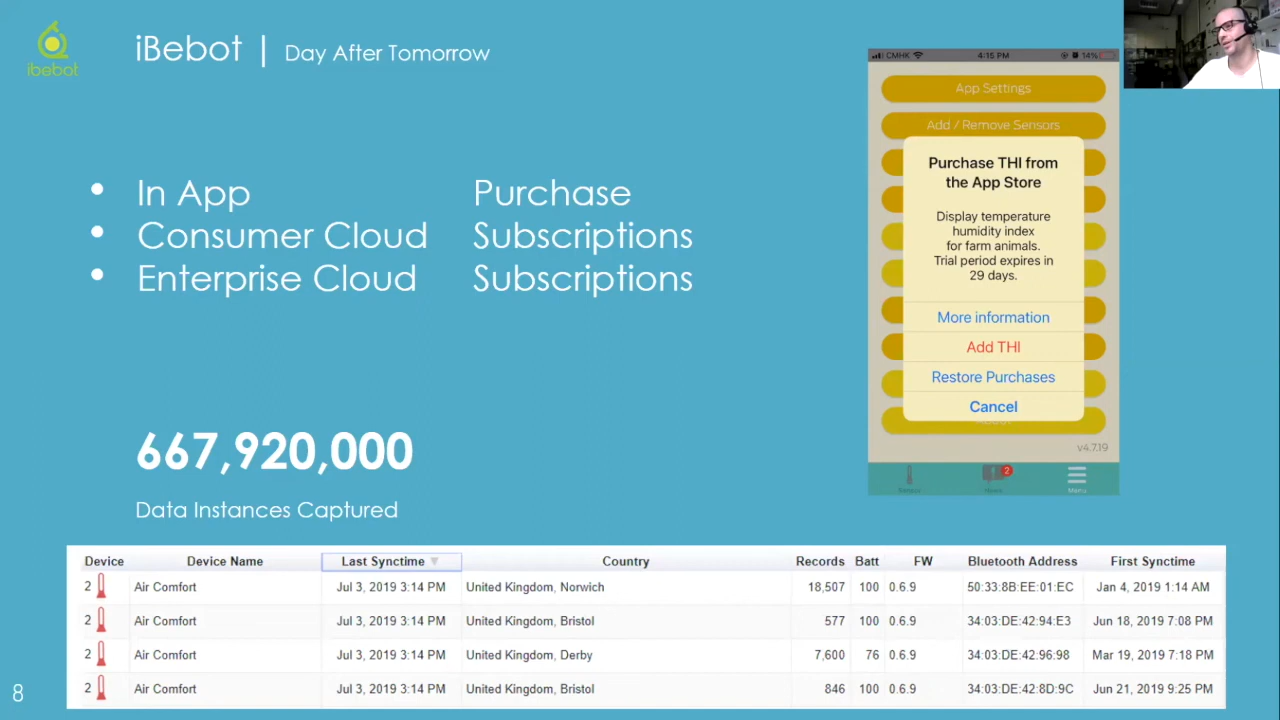 ibebot
iBebot | Day After Tomorrow
• In App Purchase
• Consumer Cloud Subscriptions
• Enterprise Cloud Subscriptions
667,920,000
Data Instances Captured
CMHK 4:15 PM 14%
App Settings
Add / Remove Sensors
Purchase THI from
the App Store
Display temperature
humidity index
for farm animals.
Trial period expires in
29 days.
More information
Add THI
Restore Purchases
Cancel
v4.7.19
2
Menu
Device Device Name Last Synctime Country Records Batt FW Bluetooth Address First Synctime
2 Air Comfort Jul 3, 2019 3:14 PM United Kingdom, Norwich 18,507 100 0.6.9 50:33:8B:EE:01:EC Jan 4, 2019 1:14 AM
2 Air Comfort Jul 3, 2019 3:14 PM United Kingdom, Bristol 577 100 0.6.9 34:03:DE:42:94:E3 Jun 18, 2019 7:08 PM
2 Air Comfort Jul 3, 2019 3:14 PM United Kingdom, Derby 7,600 76 0.6.9 34:03:DE:42:96:98 Mar 19, 2019 7:18 PM
2 Air Comfort Jul 3, 2019 3:14 PM United Kingdom, Bristol 846 100 0.6.9 34:03:DE:42:8D:9C Jun 21, 2019 9:25 PM
8